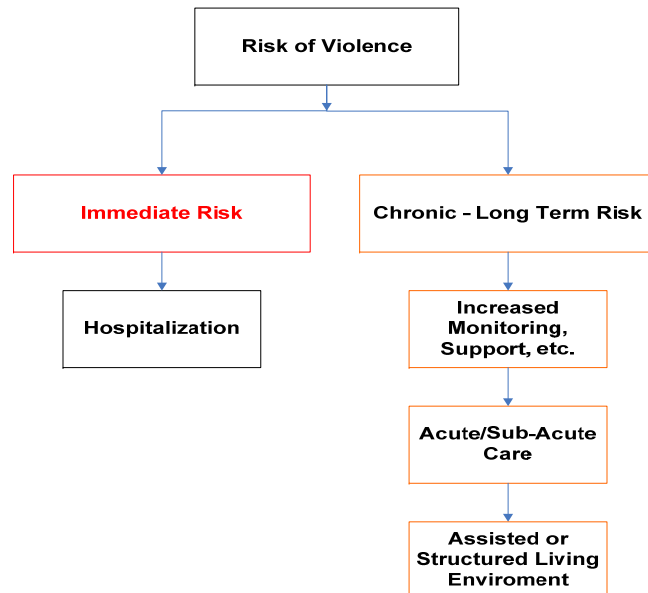 Risk of Violence
Immediate Risk
Chronic - Long Term Risk
Hospitalization
Increased
Monitoring,
Support, etc.
Acute/Sub-Acute
Care
Assisted or
Structured Living
Enviroment